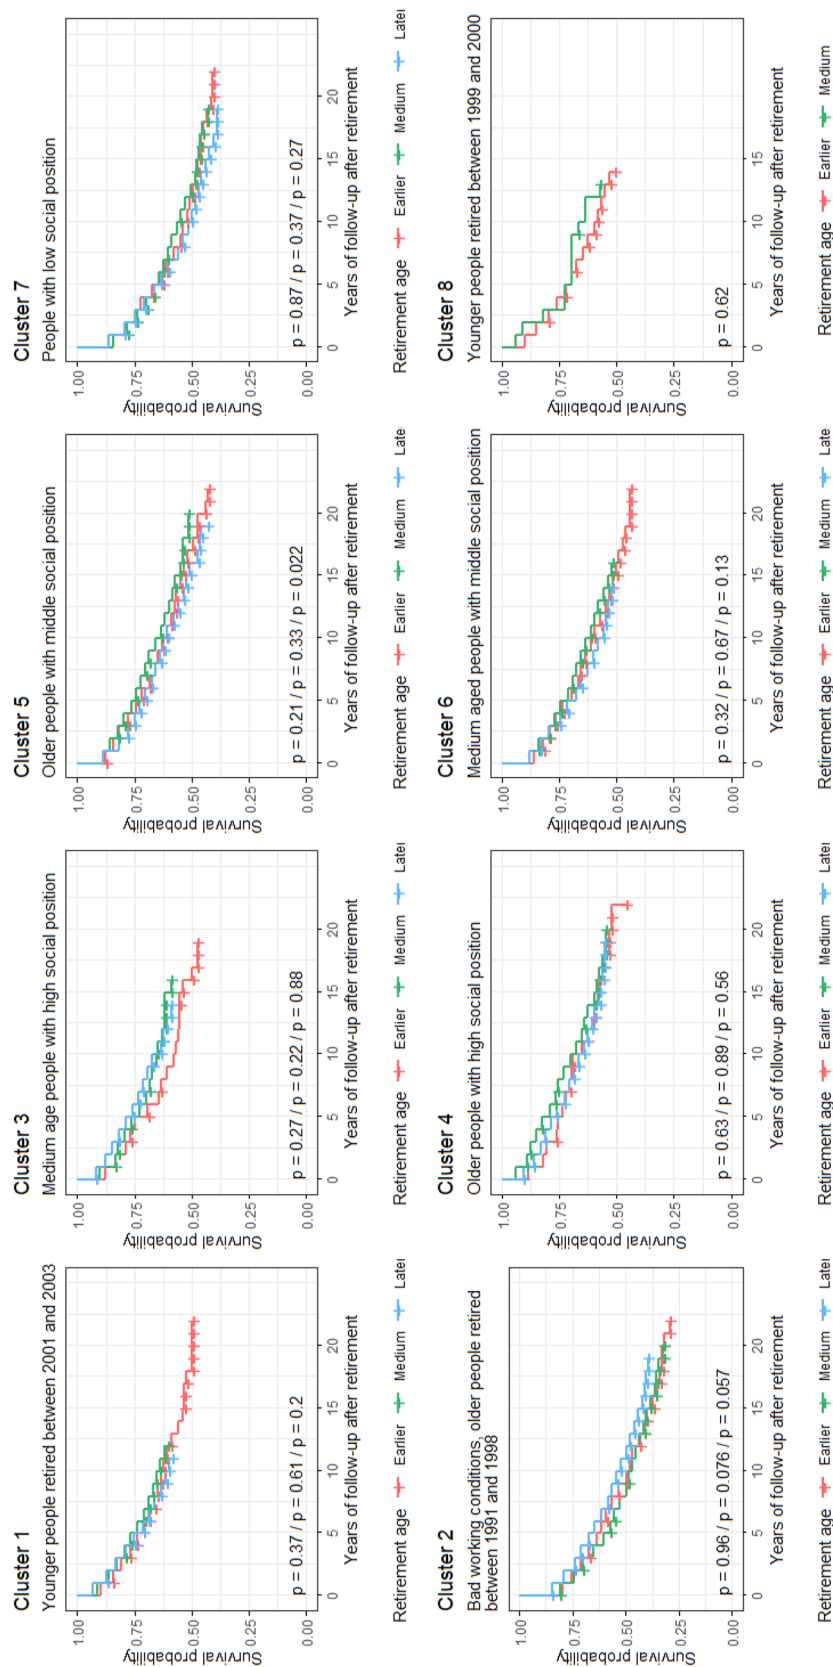 Cluster 1
Younger people retired between 2001 and 2003
Survival probability
1.00
0.75
0.50
0.25
0.00
p = 0.37 / p = 0.61 / p = 0.2
0 5 10 15 20
Years of follow-up after retirement
Retirement age Earlier Medium Later
Cluster 3
Medium age people with high social position
Survival probability
1.00
0.75
0.50
0.25
0.00
p = 0.27 / p = 0.22 / p = 0.88
0 5 10 15 20
Years of follow-up after retirement
Retirement age Earlier Medium Later
Cluster 5
Older people with middle social position
Survival probability
1.00
0.75
0.50
0.25
0.00
p = 0.21 / p = 0.33 / p = 0.022
0 5 10 15 20
Years of follow-up after retirement
Retirement age Earlier Medium Late
Cluster 7
People with low social position
Survival probability
1.00
0.75
0.50
0.25
0.00
p = 0.87 / p = 0.37 / p = 0.27
0 5 10 15 20
Years of follow-up after retirement
Retirement age Earlier Medium Later
Cluster 2
Bad working conditions, older people retired
between 1991 and 1998
Survival probability
1.00
0.75
0.50
0.25
0.00
p = 0.96 / p = 0.076 / p = 0.057
0 5 10 15 20
Years of follow-up after retirement
Retirement age Earlier Medium Later
Cluster 4
Older people with high social position
Survival probability
1.00
0.75
0.50
0.25
0.00
p = 0.63 / p = 0.89 / p = 0.56
0 5 10 15 20
Years of follow-up after retirement
Retirement age Earlier Medium Later
Cluster 6
Medium aged people with middle social position
Survival probability
1.00
0.75
0.50
0.25
0.00
p = 0.32 / p = 0.67 / p = 0.13
0 5 10 15 20
Years of follow-up after retirement
Retirement age Earlier Medium Late
Cluster 8
Younger people retired between 1999 and 2000
Survival probability
1.00
0.75
0.50
0.25
0.00
p = 0.62
0 5 10 15 20
Years of follow-up after retirement
Retirement age Earlier Medium